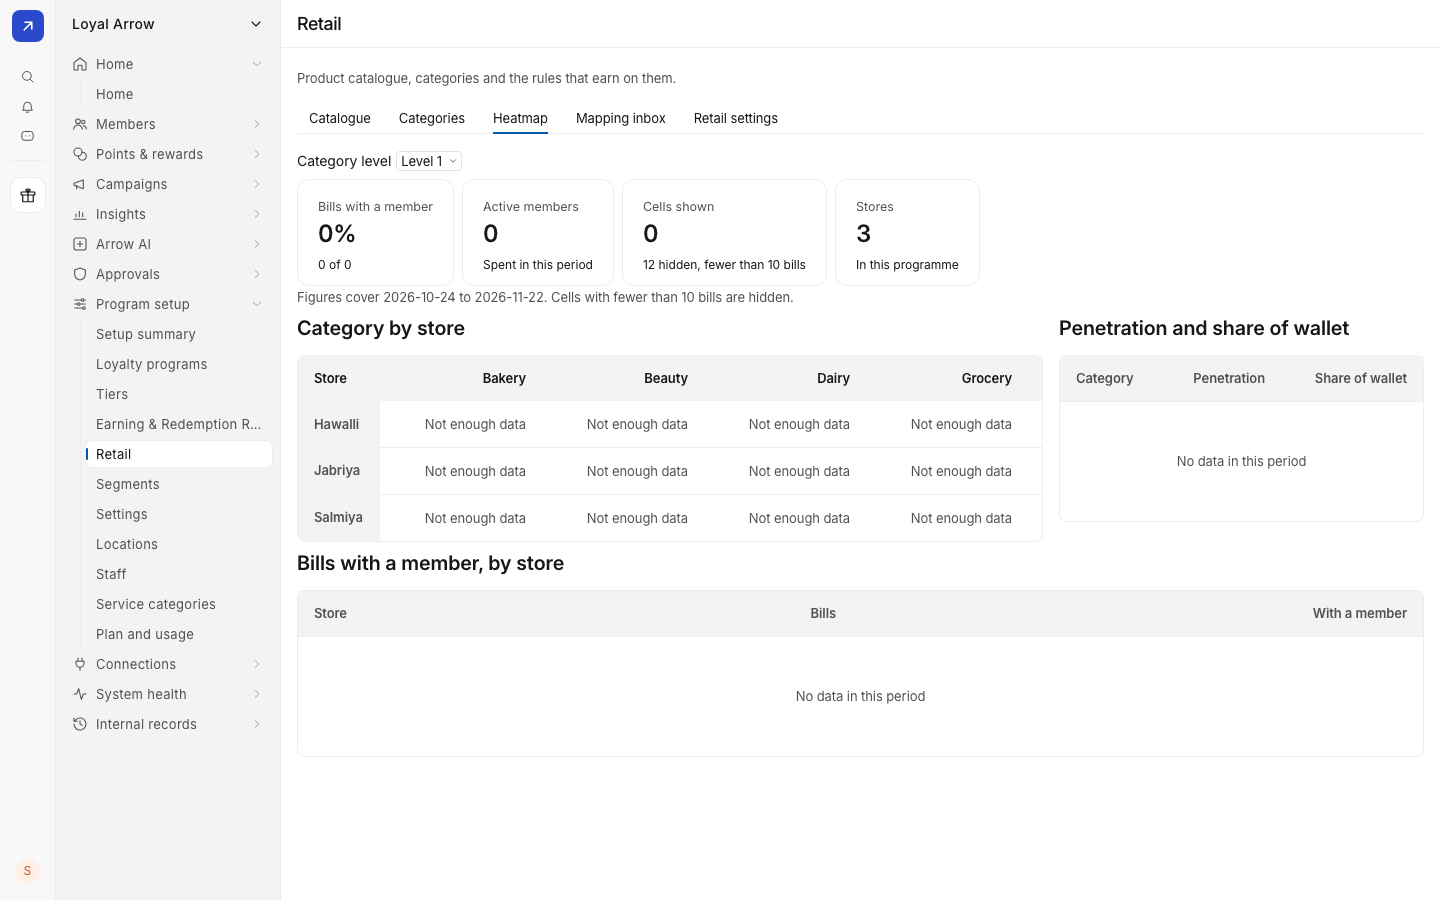 Loyal Arrow
Home
Home
Members
Points & rewards
Campaigns
Insights
Arrow AI
Approvals
Program setup
Setup summary
Loyalty programs
Tiers
Earning & Redemption R...
Retail
Segments
Settings
Locations
Staff
Service categories
Plan and usage
Connections
System health
Internal records
S
Retail
Product catalogue, categories and the rules that earn on them.
Catalogue Categories Heatmap Mapping inbox Retail settings
Category level Level 1
Bills with a member
0%
0 of 0
Active members
0
Spent in this period
Cells shown
0
12 hidden, fewer than 10 bills
Stores
3
In this programme
Figures cover 2026-10-24 to 2026-11-22. Cells with fewer than 10 bills are hidden.
Category by store
Store Bakery Beauty Dairy Grocery
Hawalli Not enough data Not enough data Not enough data Not enough data
Jabriya Not enough data Not enough data Not enough data Not enough data
Salmiya Not enough data Not enough data Not enough data Not enough data
Penetration and share of wallet
Category Penetration Share of wallet
No data in this period
Bills with a member, by store
Store Bills With a member
No data in this period